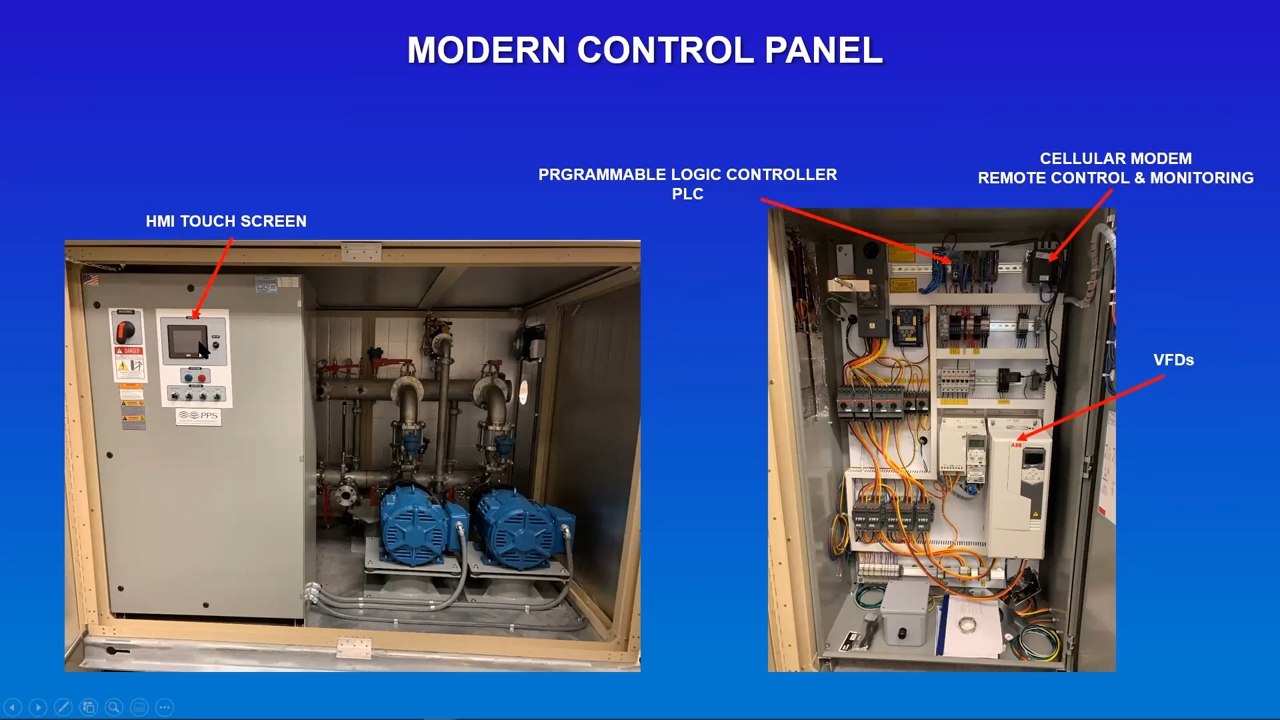 MODERN CONTROL PANEL
PRGRAMMABLE LOGIC CONTROLLER
PLC
CELLULAR MODEM
REMOTE CONTROL & MONITORING
HMI TOUCH SCREEN
VFDs
DANGER
PPS
ABB